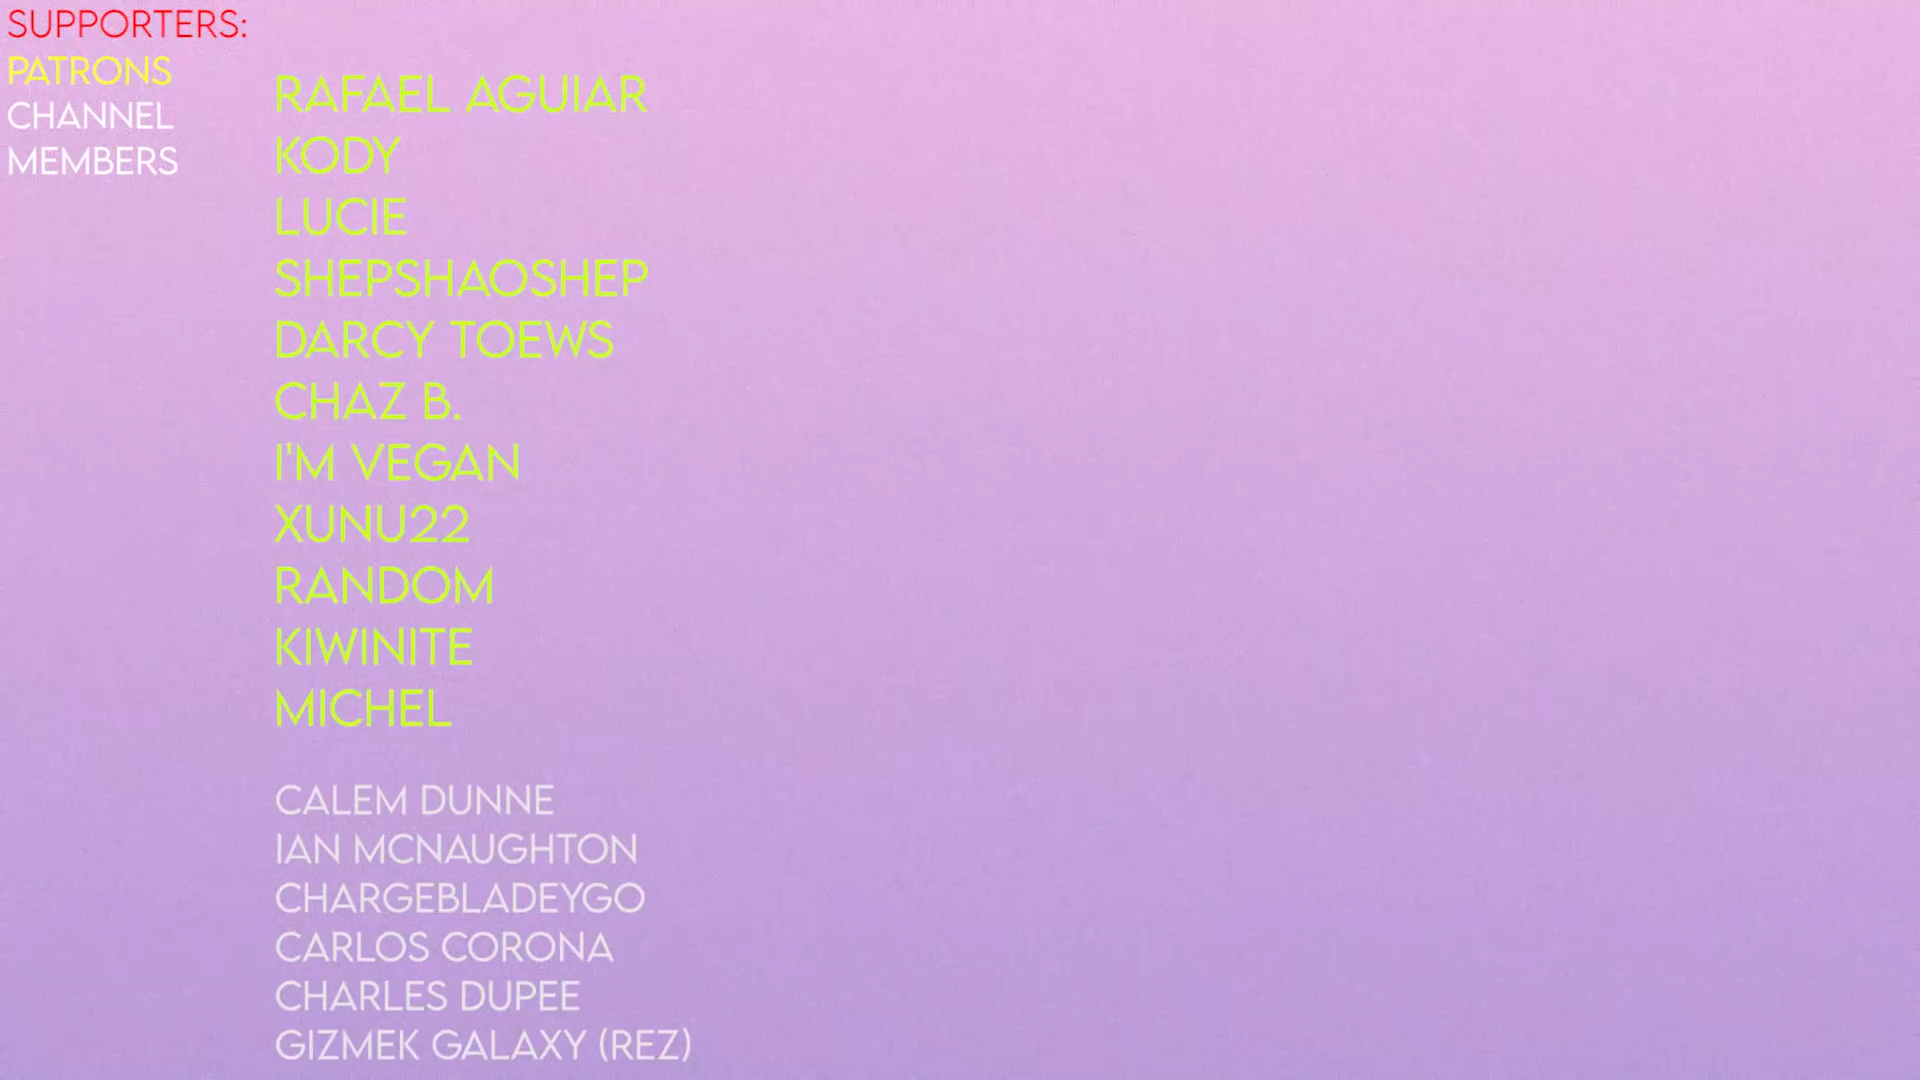 SUPPORTERS:
PATRONS
CHANNEL
MEMBERS
RAFAEL AGUIAR
KODY
LUCIE
SHEPSHAOSHEP
DARCY TOEWS
CHAZ B.
I'M VEGAN
XUNU22
RANDOM
KIWINITE
MICHEL
CALEM DUNNE
IAN MCNAUGHTON
CHARGEBLADEYGO
CARLOS CORONA
CHARLES DUPEE
GIZMEK GALAXY (REZ)